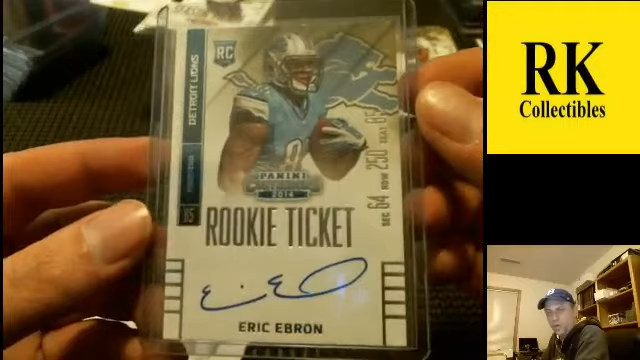 RC
DETROIT LIONS
SEC 64 ROW 250 SEAT 85
PANINI
2014
ROOKIE TICKET
ERIC EBRON
RK
Collectibles